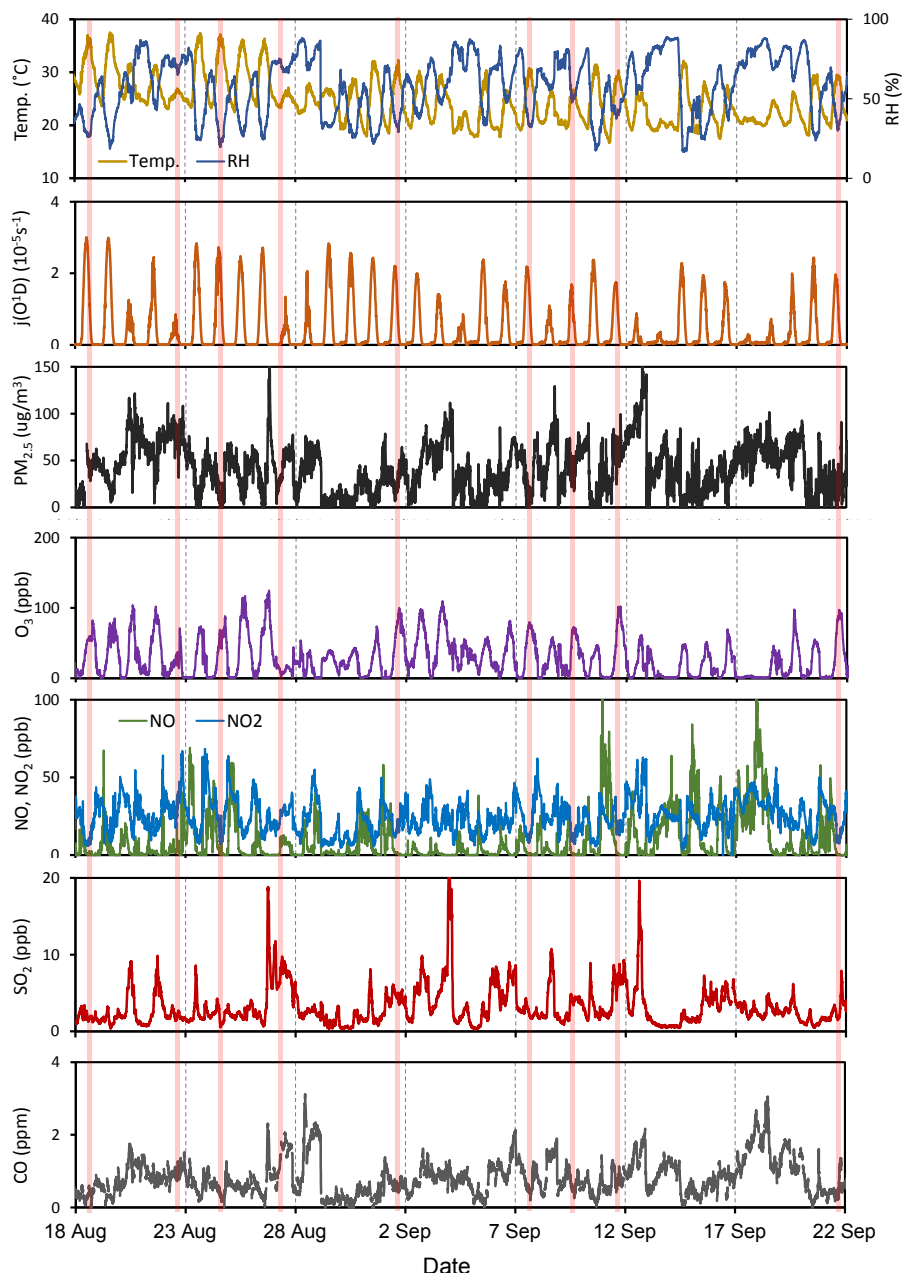 Temp. (˚C)
40
30
20
10
Temp.
RH
100
50
0
RH (%)
j(O¹D) (10⁻⁵s⁻¹)
4
2
0
PM₂.₅ (ug/m³)
150
100
50
0
O₃ (ppb)
200
100
0
NO, NO₂ (ppb)
100
50
0
NO
NO2
SO₂ (ppb)
20
10
0
CO (ppm)
4
2
0
18 Aug 23 Aug 28 Aug 2 Sep 7 Sep 12 Sep 17 Sep 22 Sep
Date